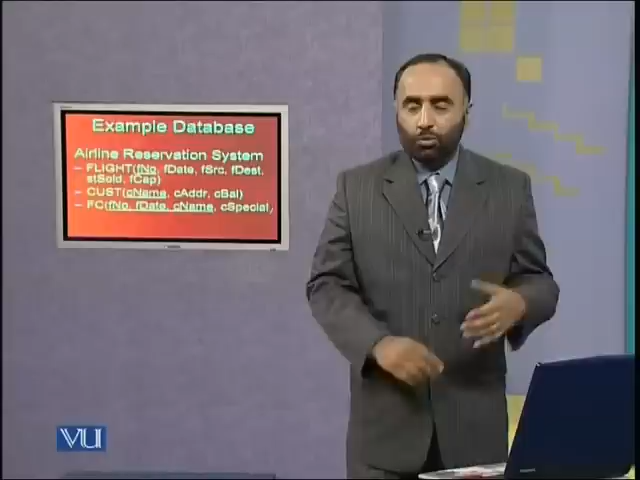 Example Database
Airline Reservation System
– FLIGHT(fNo, fDate, fSrc, fDest,
stSold, fCap)
– CUST(cName, cAddr, cBal)
– FC(fNo, fDate, cName, cSpecial,
VU